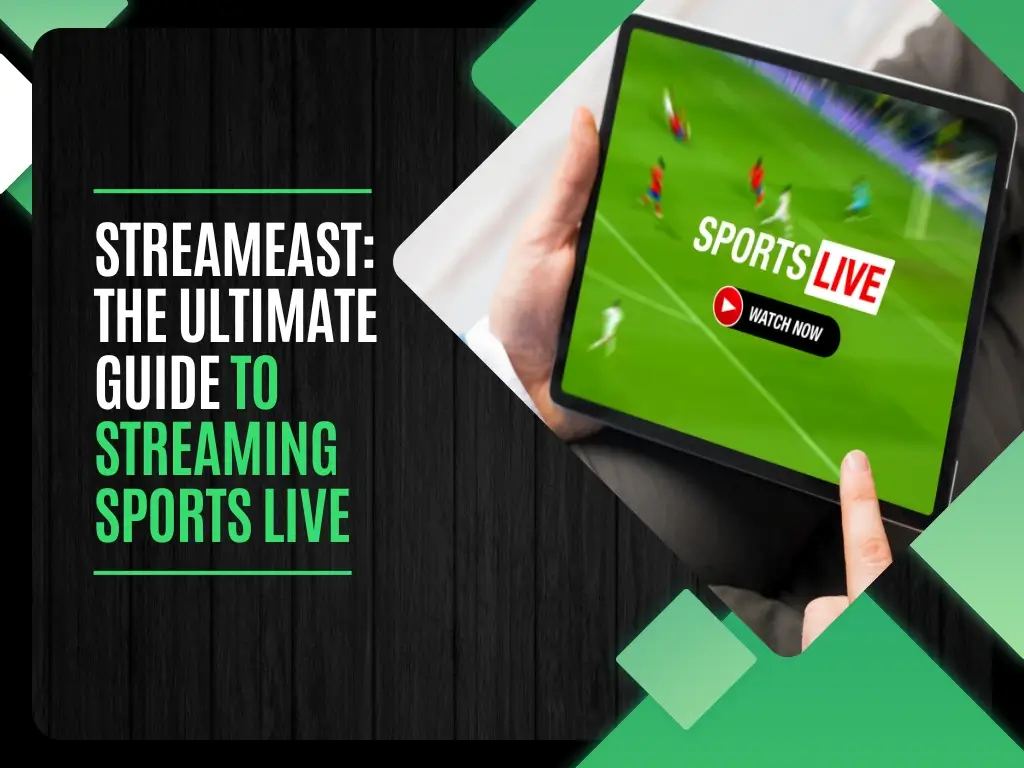 STREAMEAST:
THE ULTIMATE
GUIDE TO
STREAMING
SPORTS LIVE
SPORTS LIVE
WATCH NOW